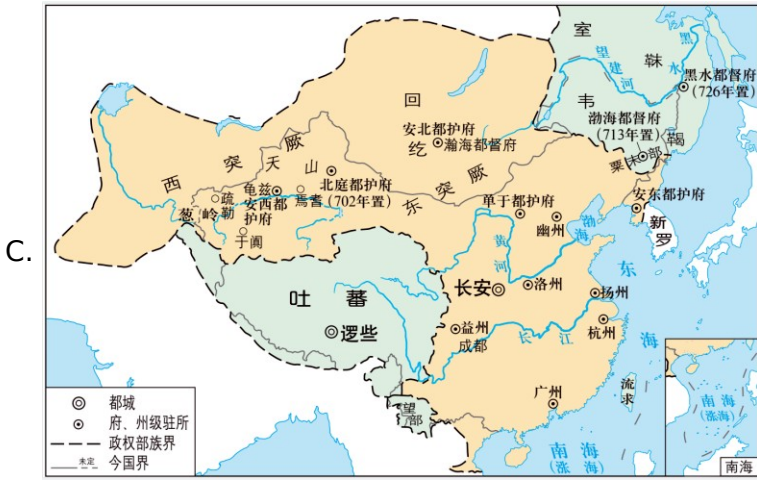 C.
室
韦
靺
鞨
黑
水
望
建
河
黑水都督府
(726年置)
渤海都督府
(713年置)
粟末部
回
纥
安北都护府
瀚海都督府
西
突
厥
天
山
东
突
厥
北庭都护府
(702年置)
龟兹
安西都
护府
焉耆
疏
勒
葱
岭
于阗
单于都护府
幽州
安东都护府
新
罗
渤
海
黄
河
长安
洛州
扬州
杭州
东
海
吐
蕃
逻些
益州
成都
长
江
广州
流
求
望
部
南
海
(涨
海)
南海
(涨海)
南海
都城
府、州级驻所
政权部族界
未定
今国界